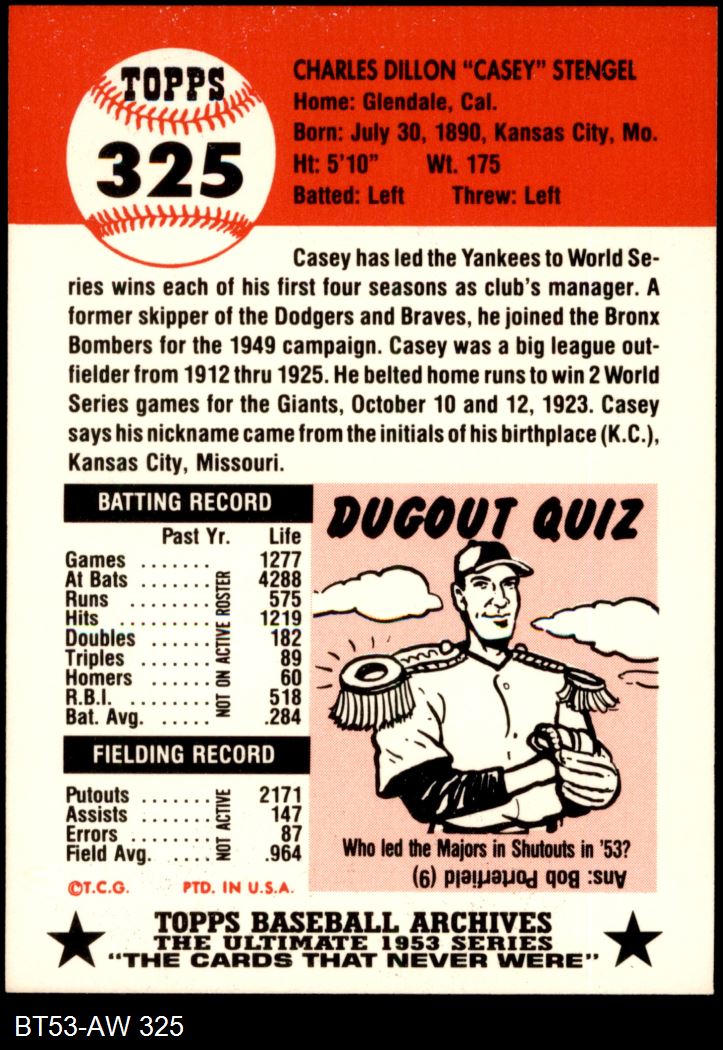 TOPPS
325
CHARLES DILLON “CASEY” STENGEL
Home: Glendale, Cal.
Born: July 30, 1890, Kansas City, Mo.
Ht: 5'10” Wt. 175
Batted: Left Threw: Left
Casey has led the Yankees to World Se-
ries wins each of his first four seasons as club's manager. A
former skipper of the Dodgers and Braves, he joined the Bronx
Bombers for the 1949 campaign. Casey was a big league out-
fielder from 1912 thru 1925. He belted home runs to win 2 World
Series games for the Giants, October 10 and 12, 1923. Casey
says his nickname came from the initials of his birthplace (K.C.),
Kansas City, Missouri.
BATTING RECORD
Past Yr. Life
Games ....... 1277
At Bats ....... 4288
Runs ........ 575
Hits ......... 1219
Doubles ...... 182
Triples ...... 89
Homers ...... 60
R.B.I. ....... 518
Bat. Avg. ..... .284
NOT ON ACTIVE ROSTER
FIELDING RECORD
Putouts ....... 2171
Assists ....... 147
Errors ........ 87
Field Avg. .... .964
NOT ACTIVE
©T.C.G. PTD. IN U.S.A.
DUGOUT QUIZ
Who led the Majors in Shutouts in '53?
Ans: Bob Porterfield (9)
TOPPS BASEBALL ARCHIVES
THE ULTIMATE 1953 SERIES
“THE CARDS THAT NEVER WERE”
BT53-AW 325